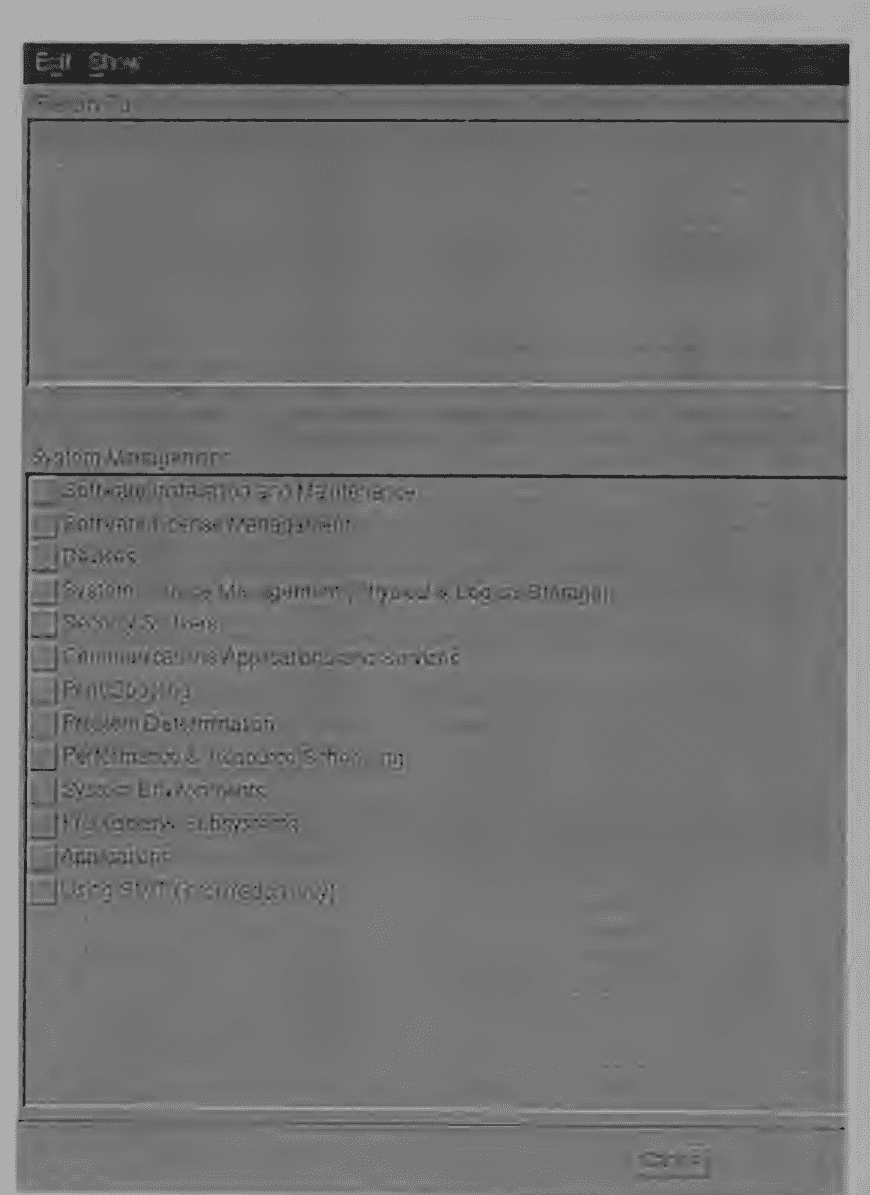 Edit Show
Return To
System Management
Software Installation and Maintenance
Software License Management
Devices
System Storage Management (Physical & Logical Storage)
Security & Users
Communications Applications and Services
Print Spooling
Problem Determination
Performance & Resource Scheduling
System Environments
Processes & Subsystems
Applications
Using SMIT (information only)
Cancel